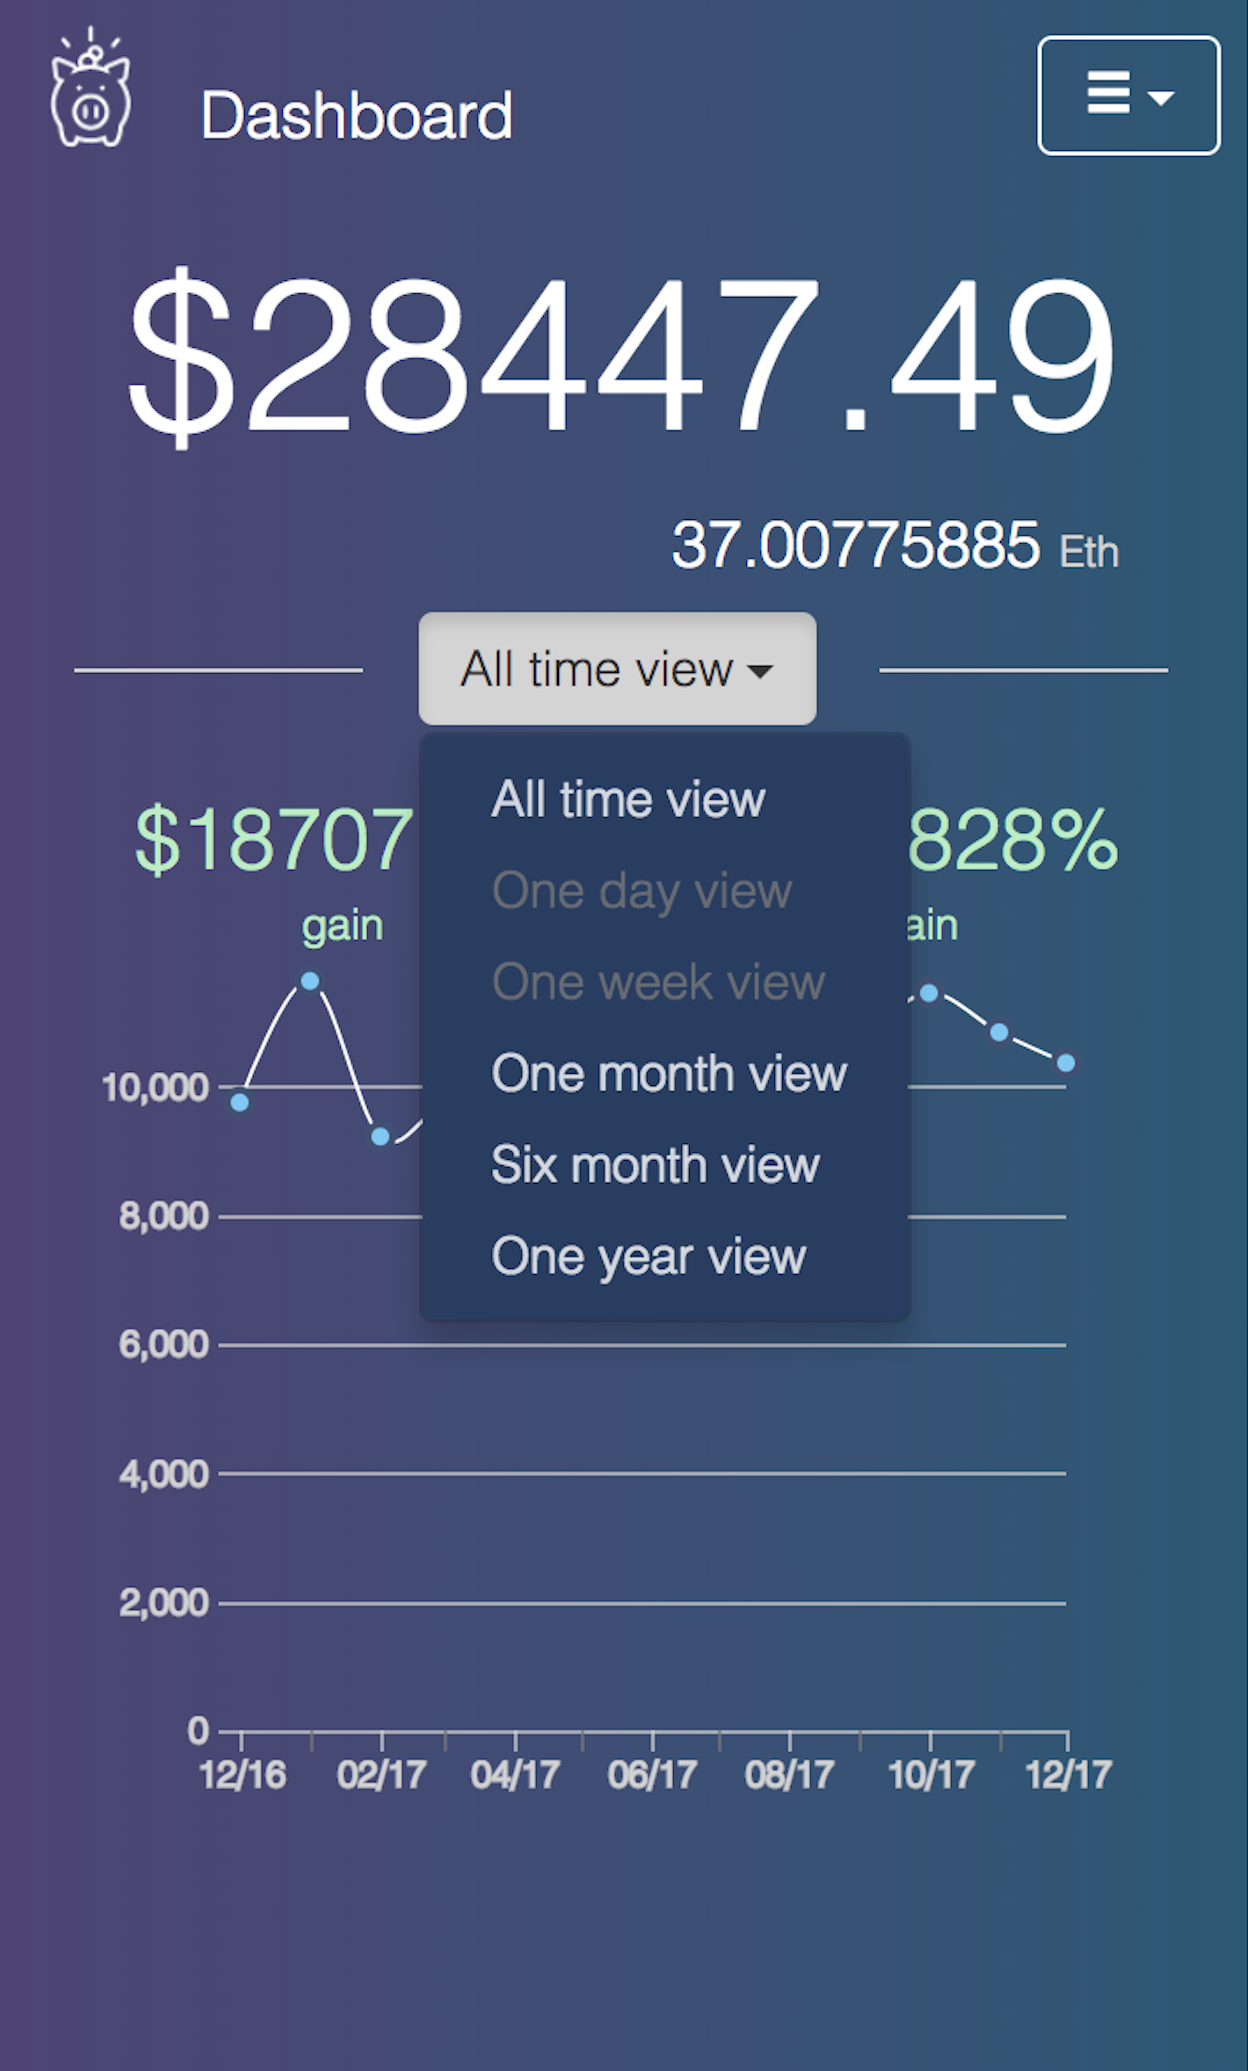 Dashboard
$28447.49
37.00775885 Eth
All time view
All time view
One day view
One week view
One month view
Six month view
One year view
$18707
828%
gain
ain
10,000
8,000
6,000
4,000
2,000
0
12/16 02/17 04/17 06/17 08/17 10/17 12/17